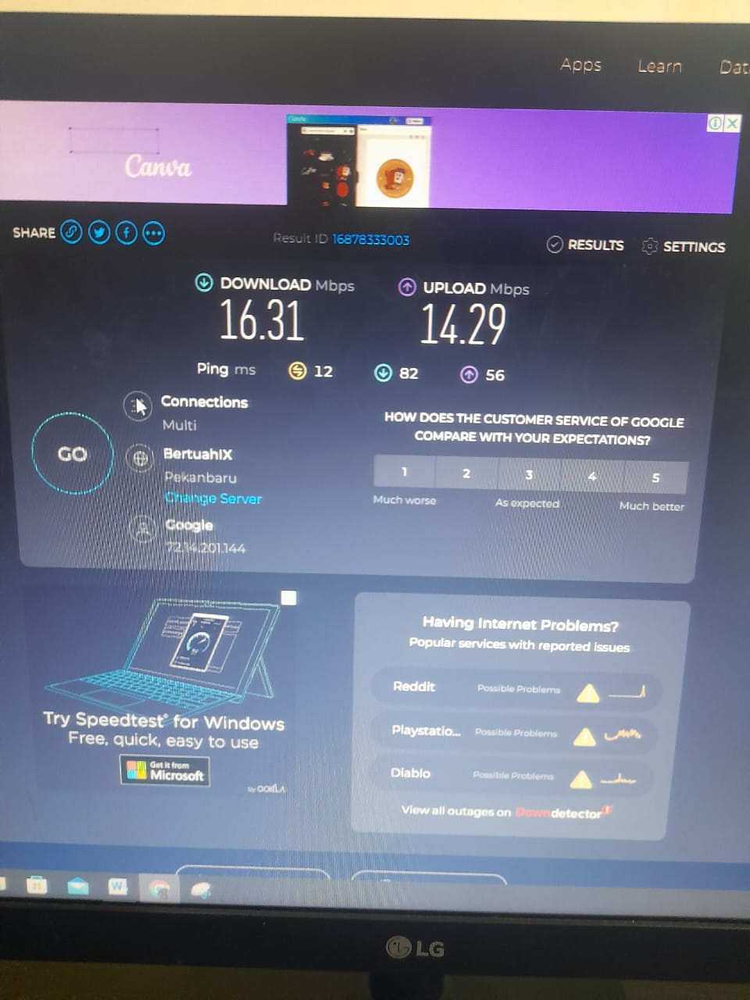 Apps Learn
Canva
SHARE
Result ID 16878333003
RESULTS SETTINGS
DOWNLOAD Mbps
16.31
UPLOAD Mbps
14.29
Ping ms 12 82 56
GO
Connections
Multi
BertuahIX
Pekanbaru
Change Server
Google
72.14.201.144
HOW DOES THE CUSTOMER SERVICE OF GOOGLE
COMPARE WITH YOUR EXPECTATIONS?
1 2 3 4 5
Much worse As expected Much better
Try Speedtest® for Windows
Free, quick, easy to use
Get it from
Microsoft
by OOKLA
Having Internet Problems?
Popular services with reported issues
Reddit Possible Problems
Playstatio... Possible Problems
Diablo Possible Problems
View all outages on Downdetector
LG